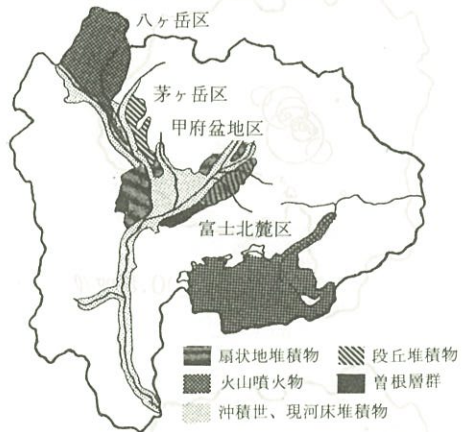 八ヶ岳区
茅ヶ岳区
甲府盆地区
富士北麓区
扇状地堆積物
段丘堆積物
火山噴火物
曽根層群
沖積世、現河床堆積物